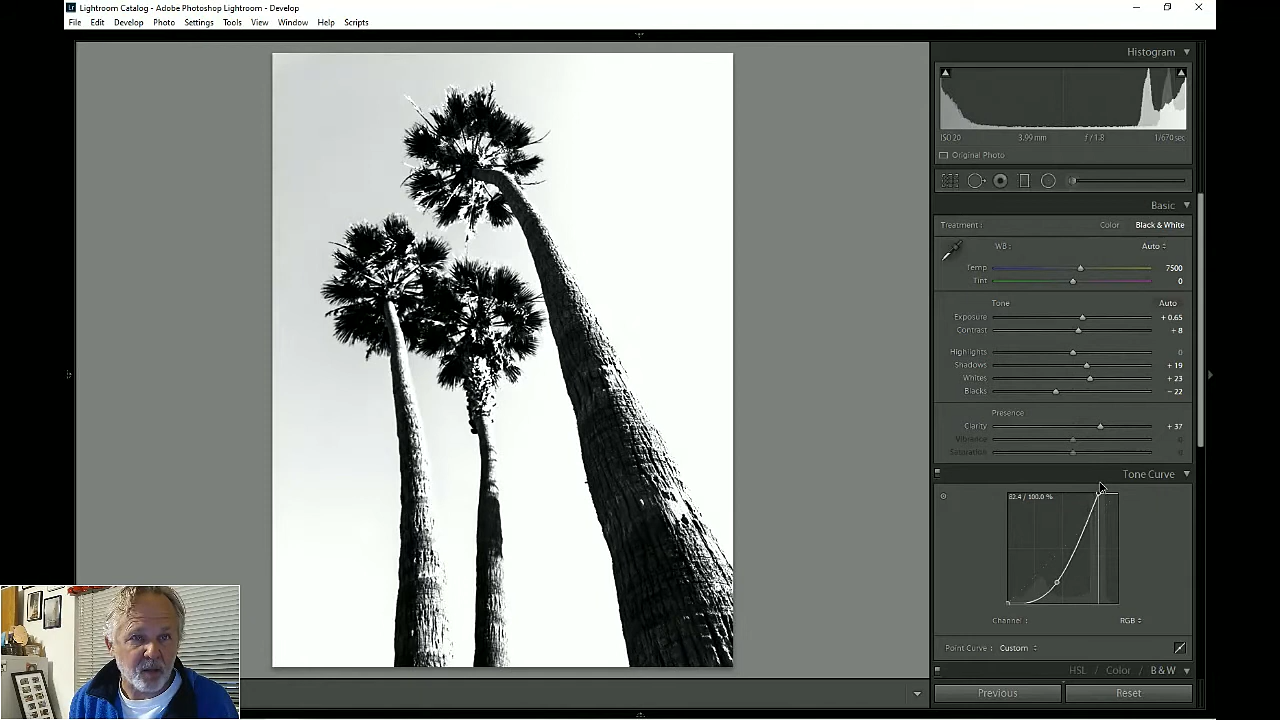 Lightroom Catalog - Adobe Photoshop Lightroom - Develop
File Edit Develop Photo Settings Tools View Window Help Scripts
Histogram
ISO 20 3.99 mm f / 1.8 1/670 sec
Original Photo
Basic
Treatment : Color Black & White
WB : Auto
Temp 7500
Tint 0
Tone Auto
Exposure + 0.65
Contrast + 8
Highlights 0
Shadows + 19
Whites + 23
Blacks - 22
Presence
Clarity + 37
Vibrance 0
Saturation 0
Tone Curve
82.4 / 100.0 %
Channel : RGB
Point Curve : Custom
HSL / Color / B & W
Previous Reset